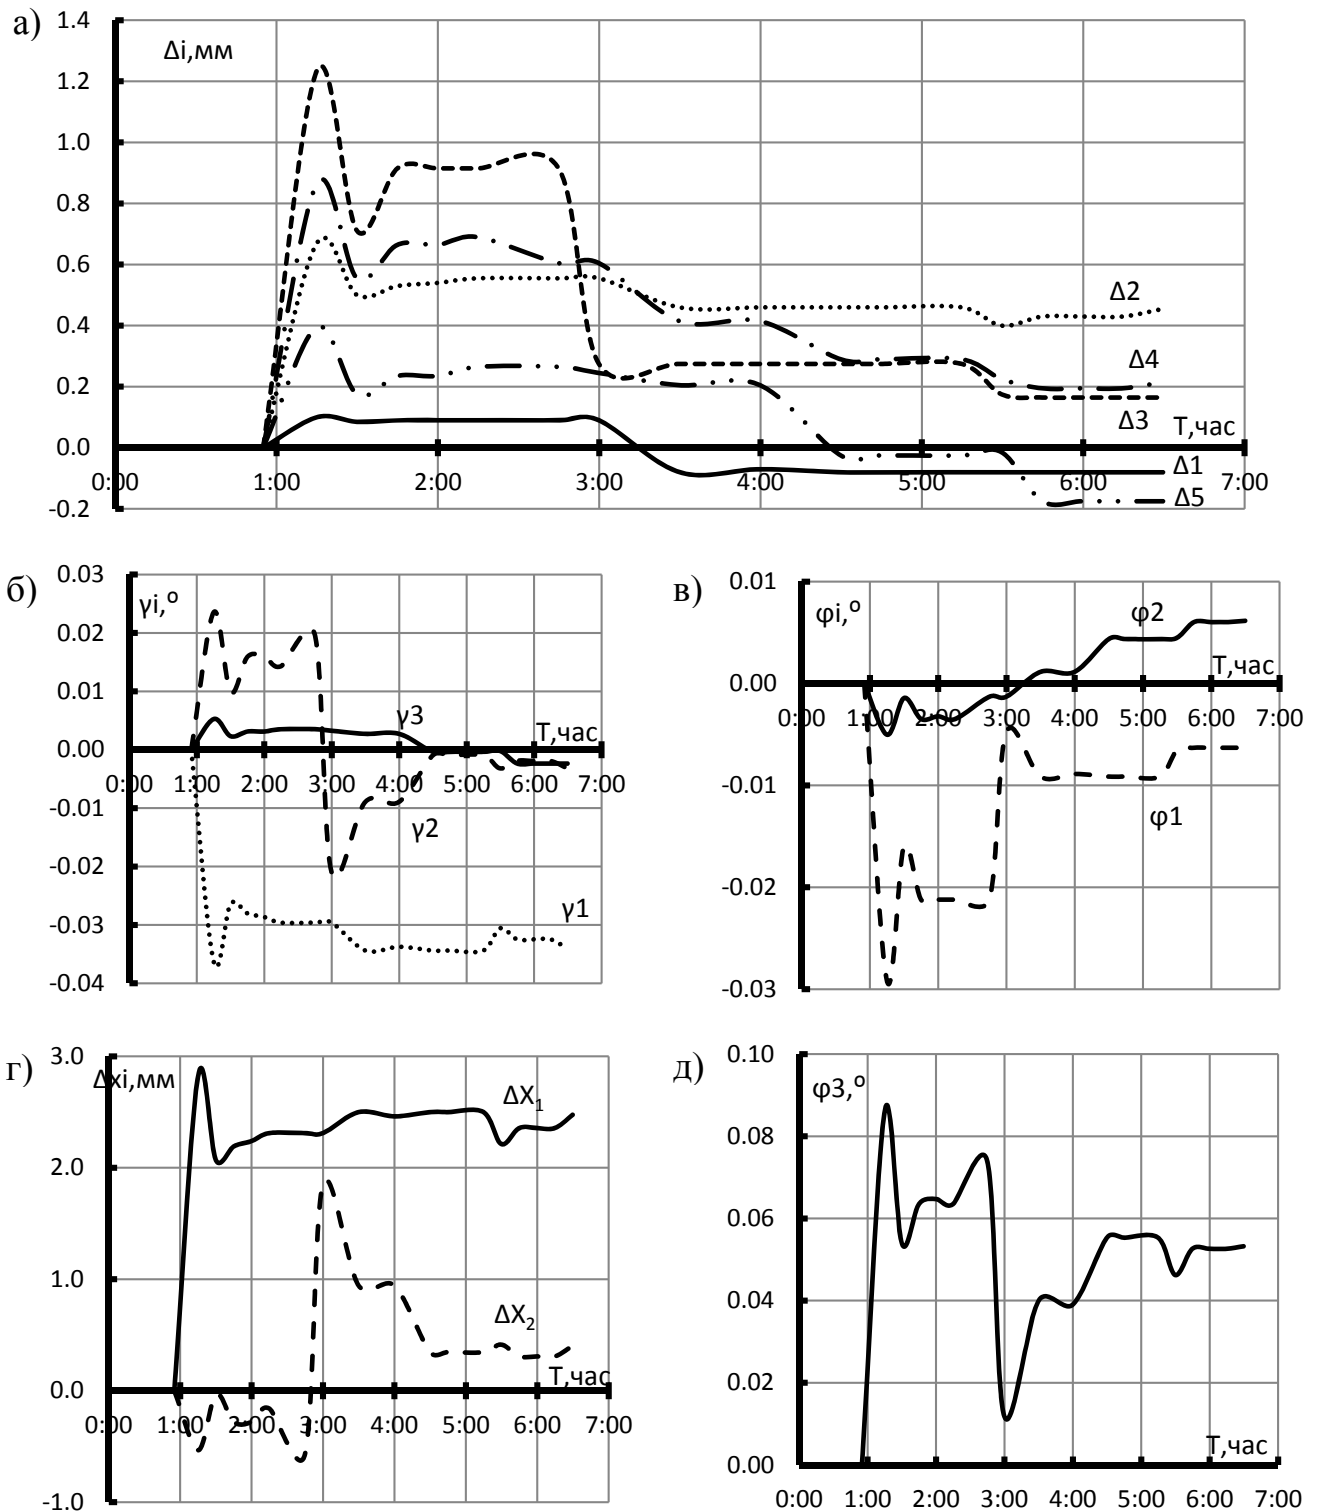 а)
Δi,мм
1.4
1.2
1.0
0.8
0.6
0.4
0.2
0.0
-0.2
0:00 1:00 2:00 3:00 4:00 5:00 6:00 7:00
Δ2
Δ4
Δ3
T,час
Δ1
Δ5
б)
γi,º
0.03
0.02
0.01
0.00
-0.01
-0.02
-0.03
-0.04
γ3
T,час
0:00 1:00 2:00 3:00 4:00 5:00 6:00 7:00
γ2
γ1
в)
φi,º
0.01
0.00
-0.01
-0.02
-0.03
φ2
T,час
0:00 1:00 2:00 3:00 4:00 5:00 6:00 7:00
φ1
г)
Δxi,мм
3.0
2.0
1.0
0.0
-1.0
ΔX₁
ΔX₂
T,час
0:00 1:00 2:00 3:00 4:00 5:00 6:00 7:00
д)
φ3,º
0.10
0.08
0.06
0.04
0.02
0.00
T,час
0:00 1:00 2:00 3:00 4:00 5:00 6:00 7:00